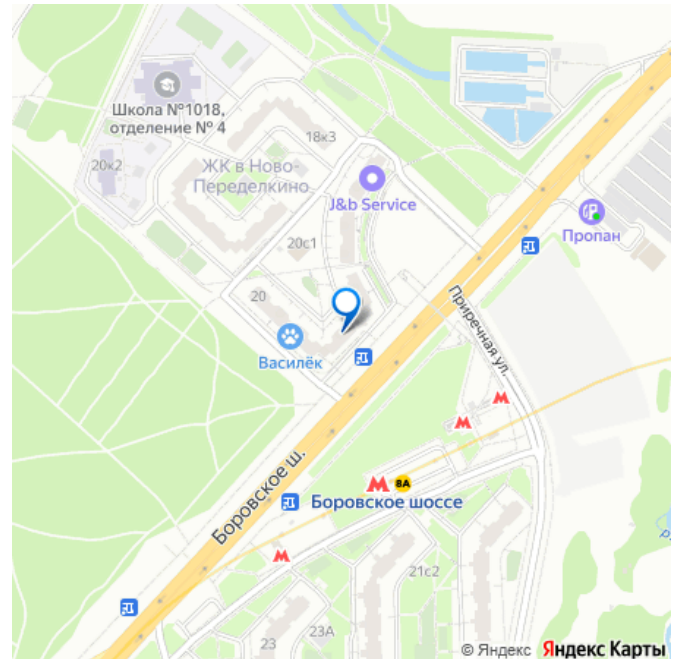 Школа №1018,
отделение № 4
18к3
20к2
ЖК в Ново-
Переделкино
J&b Service
Пропан
20с1
20
Василёк
Приречная ул.
Боровское ш.
8А
Боровское шоссе
21с2
23А
23
© Яндекс Яндекс Карты